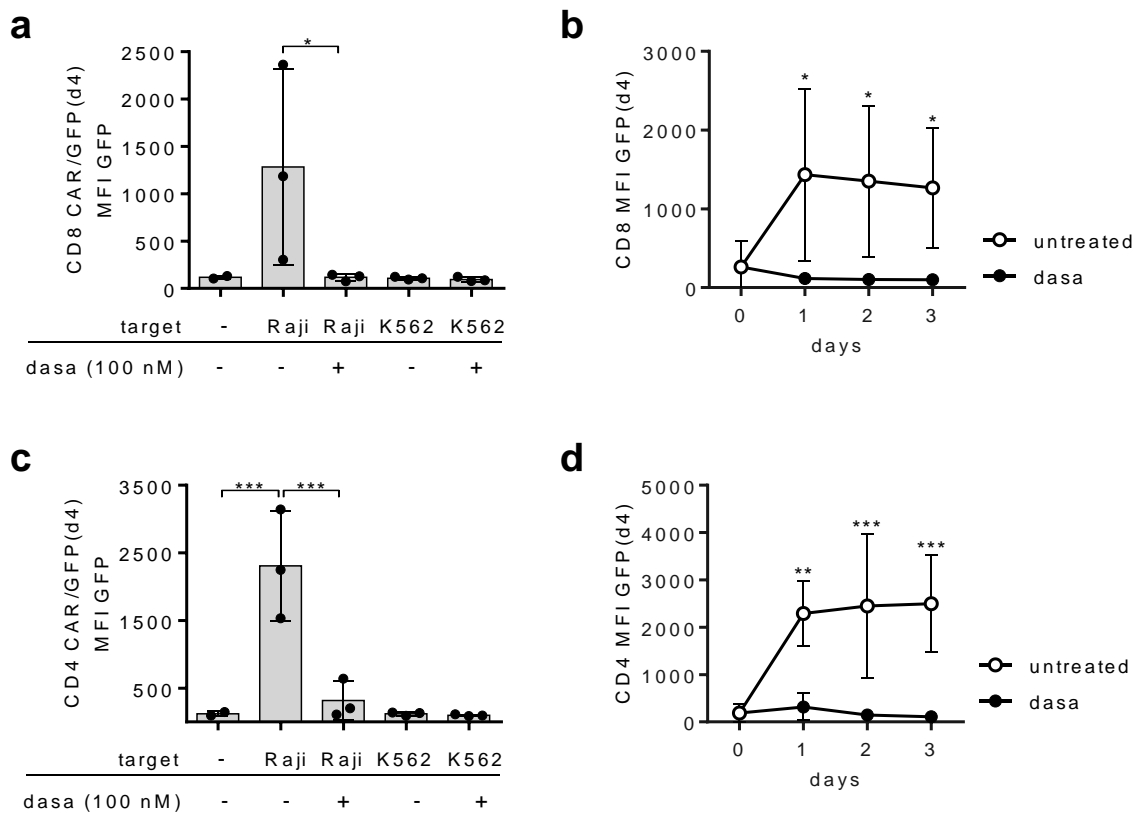 a
CD8 CAR/GFP(d4)
MFI GFP
2500
2000
1500
1000
500
0
*
target - Raji Raji K562 K562
dasa (100 nM) - - + - +
b
CD8 MFI GFP(d4)
3000
2000
1000
0
* * *
0 1 2 3
days
untreated
dasa
c
CD4 CAR/GFP(d4)
MFI GFP
3500
2500
1500
500
*** ***
target - Raji Raji K562 K562
dasa (100 nM) - - + - +
d
CD4 MFI GFP(d4)
5000
4000
3000
2000
1000
0
** *** ***
0 1 2 3
days
untreated
dasa